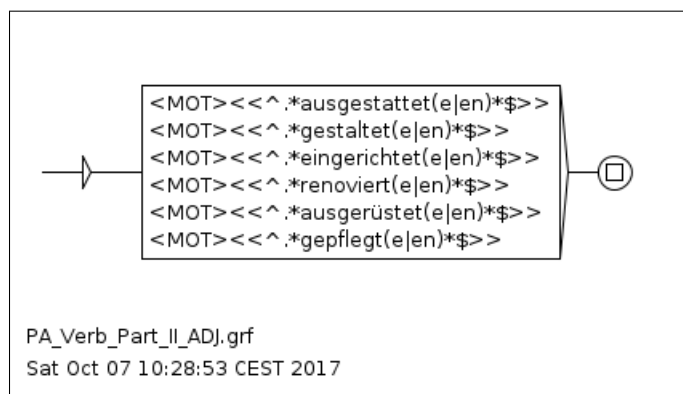 <MOT><<^.*ausgestattet(e|en)*$>>
<MOT><<^.*gestaltet(e|en)*$>>
<MOT><<^.*eingerichtet(e|en)*$>>
<MOT><<^.*renoviert(e|en)*$>>
<MOT><<^.*ausgerüstet(e|en)*$>>
<MOT><<^.*gepflegt(e|en)*$>>
PA_Verb_Part_II_ADJ.grf
Sat Oct 07 10:28:53 CEST 2017